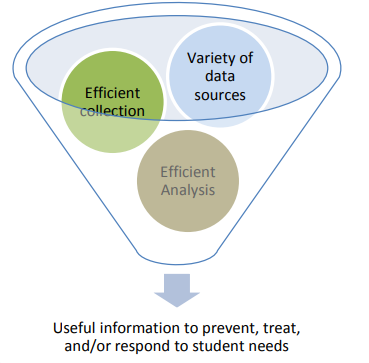 Variety of
data
sources
Efficient
collection
Efficient
Analysis
Useful information to prevent, treat,
and/or respond to student needs